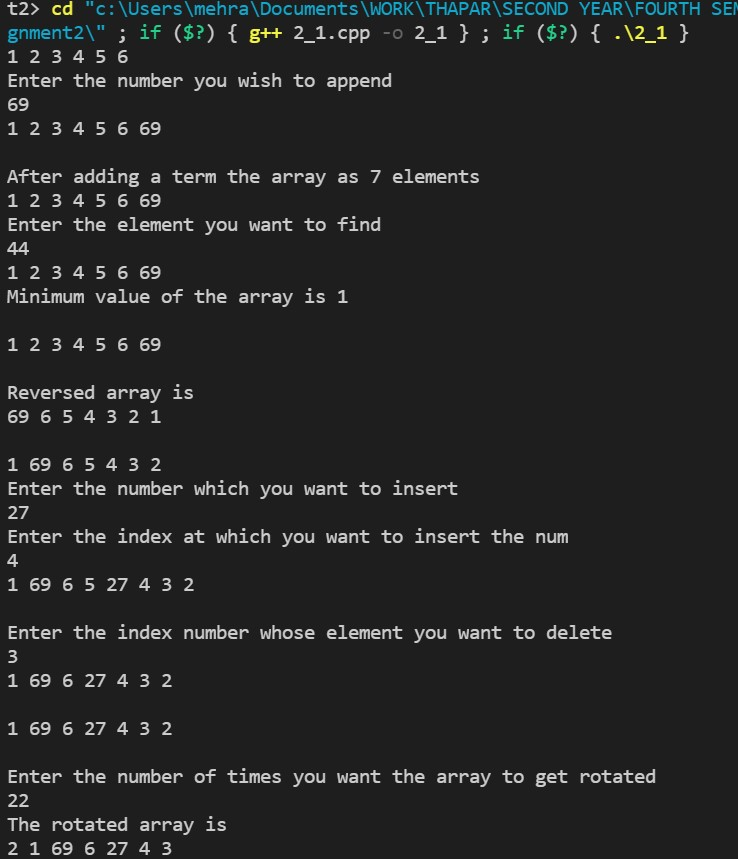 t2> cd "c:\Users\mehra\Documents\WORK\THAPAR\SECOND YEAR\FOURTH SEM
gnment2\" ; if ($?) { g++ 2_1.cpp -o 2_1 } ; if ($?) { .\2_1 }
1 2 3 4 5 6
Enter the number you wish to append
69
1 2 3 4 5 6 69
After adding a term the array as 7 elements
1 2 3 4 5 6 69
Enter the element you want to find
44
1 2 3 4 5 6 69
Minimum value of the array is 1
1 2 3 4 5 6 69
Reversed array is
69 6 5 4 3 2 1
1 69 6 5 4 3 2
Enter the number which you want to insert
27
Enter the index at which you want to insert the num
4
1 69 6 5 27 4 3 2
Enter the index number whose element you want to delete
3
1 69 6 27 4 3 2
1 69 6 27 4 3 2
Enter the number of times you want the array to get rotated
22
The rotated array is
2 1 69 6 27 4 3